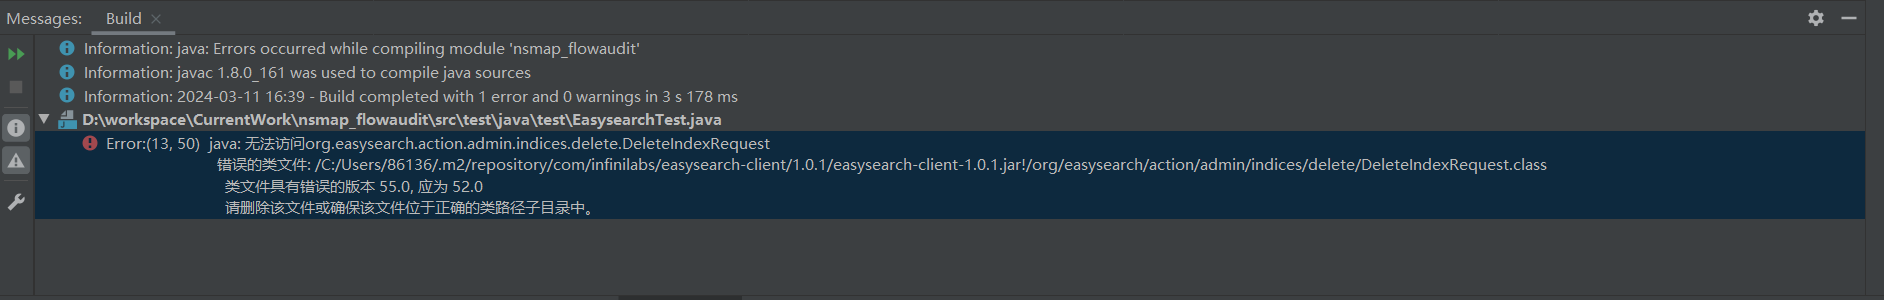 Messages: Build
Information: java: Errors occurred while compiling module 'nsmap_flowaudit'
Information: javac 1.8.0_161 was used to compile java sources
Information: 2024-03-11 16:39 - Build completed with 1 error and 0 warnings in 3 s 178 ms
D:\workspace\CurrentWork\nsmap_flowaudit\src\test\java\test\EasysearchTest.java
Error:(13, 50) java: 无法访问org.easysearch.action.admin.indices.delete.DeleteIndexRequest
错误的类文件: /C:/Users/86136/.m2/repository/com/infinilabs/easysearch-client/1.0.1/easysearch-client-1.0.1.jar!/org/easysearch/action/admin/indices/delete/DeleteIndexRequest.class
类文件具有错误的版本 55.0, 应为 52.0
请删除该文件或确保该文件位于正确的类路径子目录中。